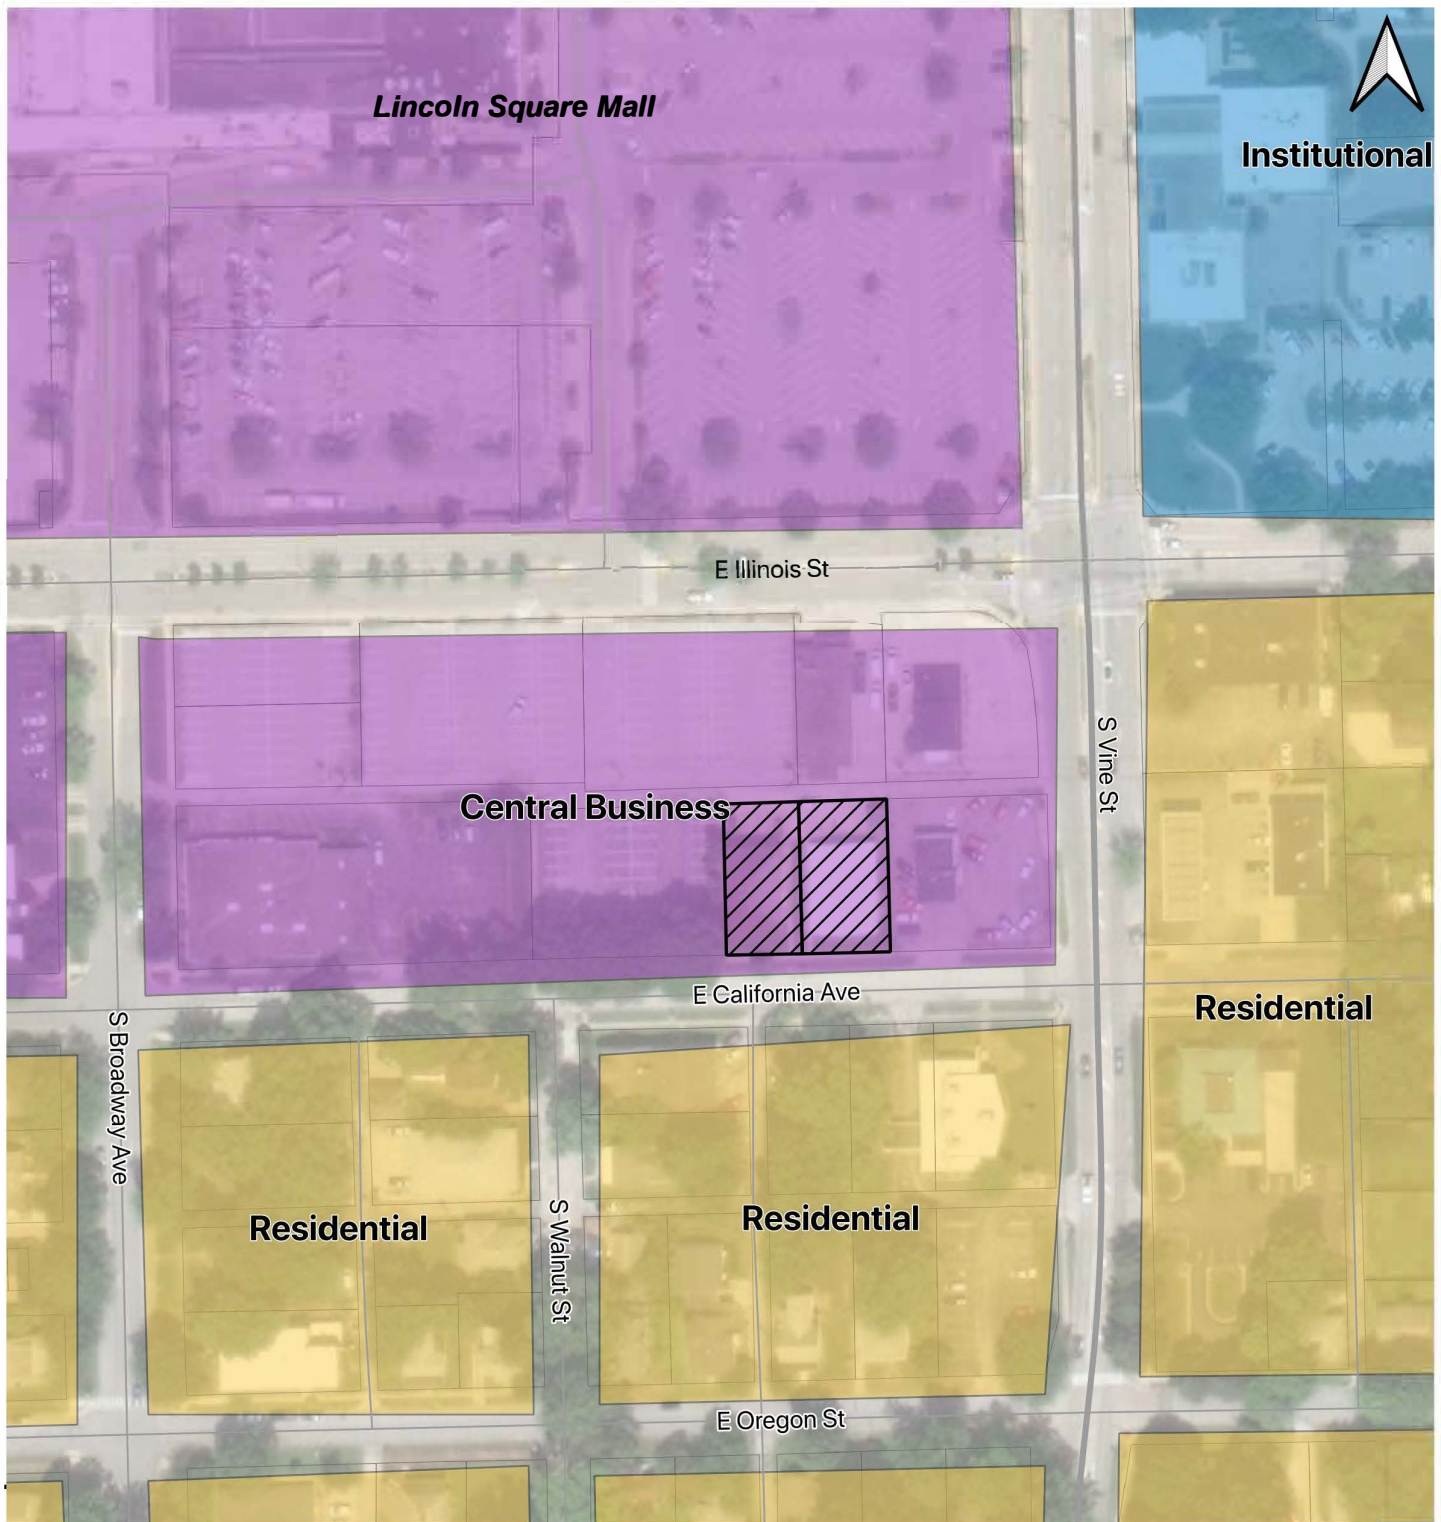 Lincoln Square Mall
Institutional
E Illinois St
S Vine St
Central Business
E California Ave
Residential
S Broadway Ave
S Walnut St
Residential
Residential
E Oregon St